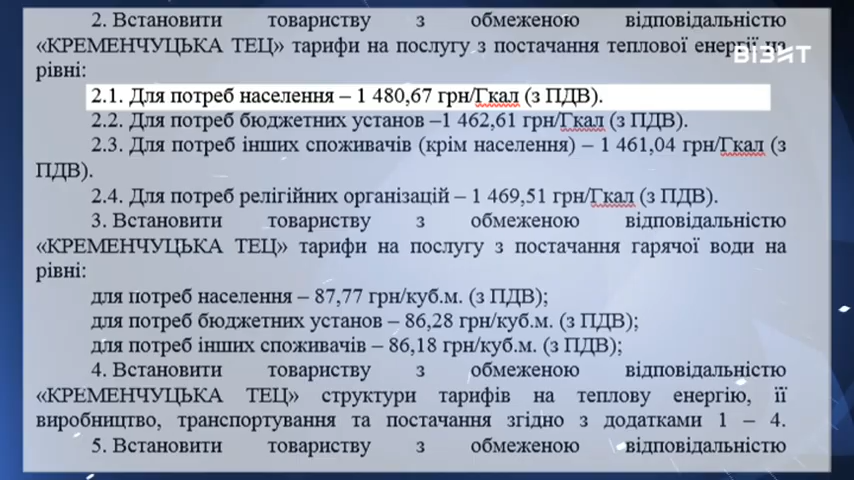 2. Встановити товариству з обмеженою відповідальністю
«КРЕМЕНЧУЦЬКА ТЕЦ» тарифи на послугу з постачання теплової енергії на
ВІЗИТ
рівні:
2.1. Для потреб населення – 1 480,67 грн/Гкал (з ПДВ).
2.2. Для потреб бюджетних установ –1 462,61 грн/Гкал (з ПДВ).
2.3. Для потреб інших споживачів (крім населення) – 1 461,04 грн/Гкал (з
ПДВ).
2.4. Для потреб релігійних організацій – 1 469,51 грн/Гкал (з ПДВ).
3. Встановити товариству з обмеженою відповідальністю
«КРЕМЕНЧУЦЬКА ТЕЦ» тарифи на послугу з постачання гарячої води на
рівні:
для потреб населення – 87,77 грн/куб.м. (з ПДВ);
для потреб бюджетних установ – 86,28 грн/куб.м. (з ПДВ);
для потреб інших споживачів – 86,18 грн/куб.м. (з ПДВ);
4. Встановити товариству з обмеженою відповідальністю
«КРЕМЕНЧУЦЬКА ТЕЦ» структури тарифів на теплову енергію, її
виробництво, транспортування та постачання згідно з додатками 1 – 4.
5. Встановити товариству з обмеженою відповідальністю